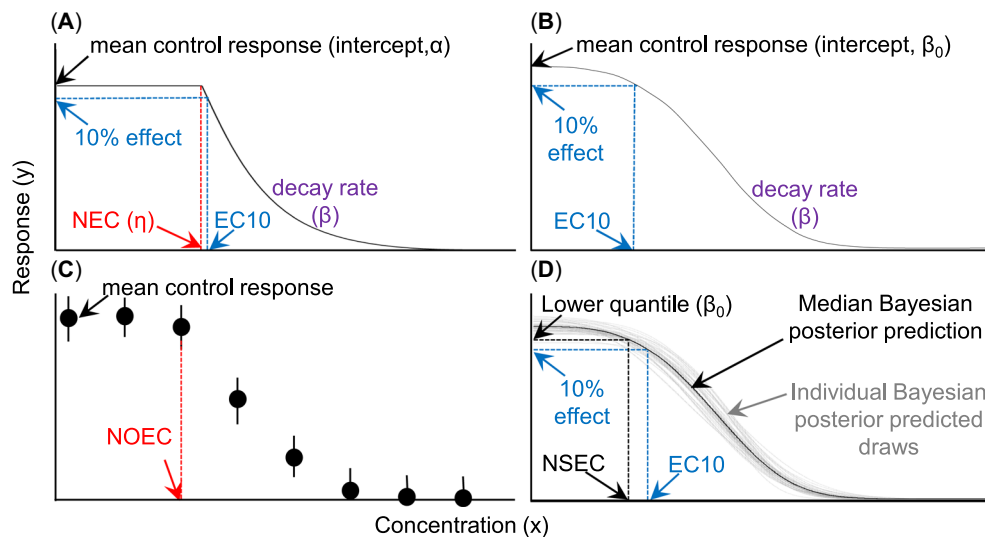 (A)
mean control response (intercept,α)
10% effect
decay rate
(β)
NEC (η)
EC10
(B)
mean control response (intercept, β0)
10%
effect
decay rate
(β)
EC10
Response (y)
(C)
mean control response
NOEC
(D)
Lower quantile (β0)
Median Bayesian
posterior prediction
10%
effect
Individual Bayesian
posterior predicted
draws
NSEC
EC10
Concentration (x)